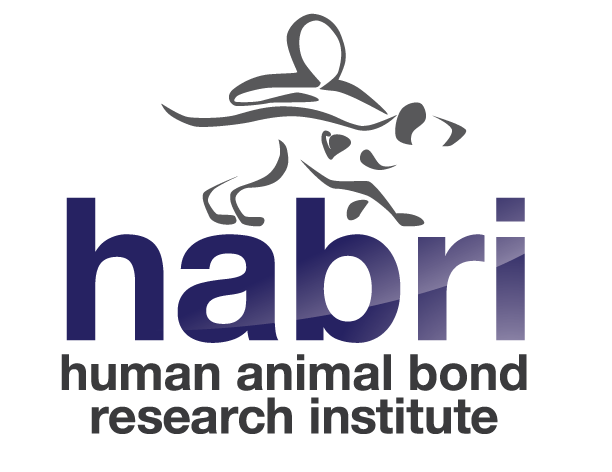 habri
human animal bond
research institute